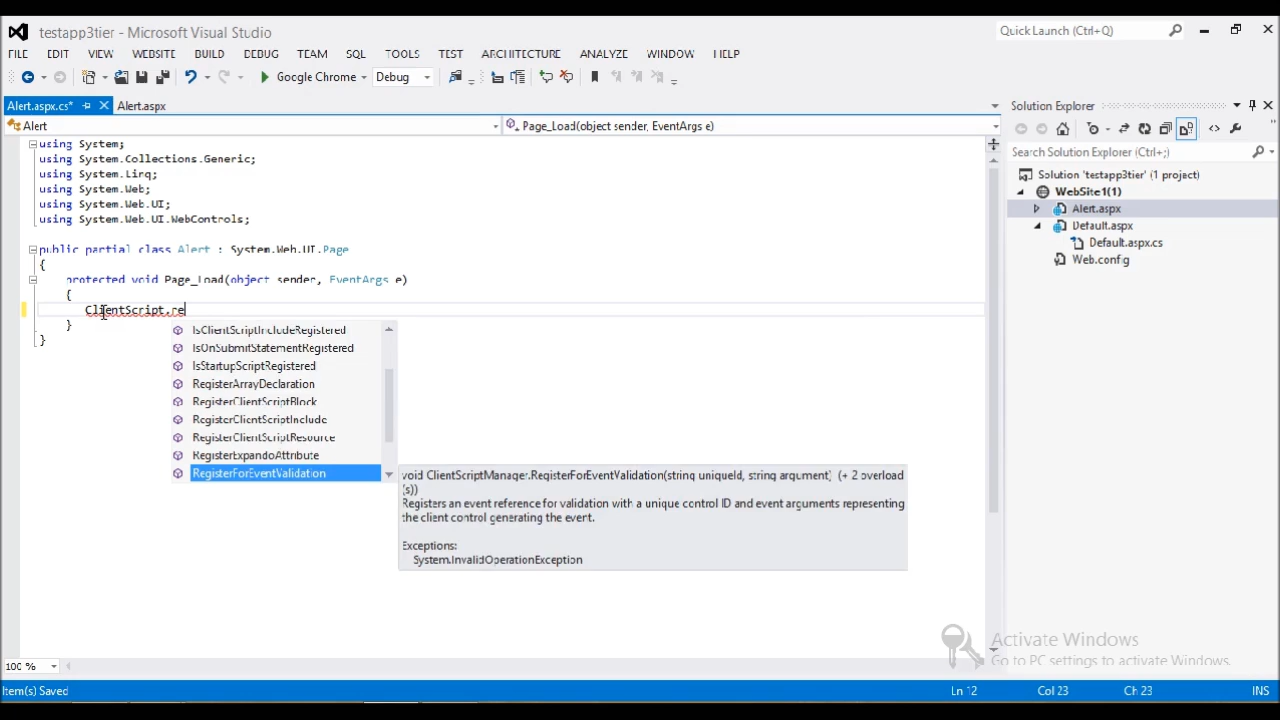 testapp3tier - Microsoft Visual Studio
Quick Launch (Ctrl+Q)
FILE EDIT VIEW WEBSITE BUILD DEBUG TEAM SQL TOOLS TEST ARCHITECTURE ANALYZE WINDOW HELP
Google Chrome Debug
Alert.aspx.cs* Alert.aspx
Solution Explorer
Alert
Page_Load(object sender, EventArgs e)
using System;
using System.Collections.Generic;
using System.Linq;
using System.Web;
using System.Web.UI;
using System.Web.UI.WebControls;
public partial class Alert : System.Web.UI.Page
{
protected void Page_Load(object sender, EventArgs e)
{
ClientScript.re
}
}
IsClientScriptIncludeRegistered
IsOnSubmitStatementRegistered
IsStartupScriptRegistered
RegisterArrayDeclaration
RegisterClientScriptBlock
RegisterClientScriptInclude
RegisterClientScriptResource
RegisterExpandoAttribute
RegisterForEventValidation
void ClientScriptManager.RegisterForEventValidation(string uniqueId, string argument) (+ 2 overload
(s))
Registers an event reference for validation with a unique control ID and event arguments representing
the client control generating the event.
Exceptions:
System.InvalidOperationException
Search Solution Explorer (Ctrl+;)
Solution 'testapp3tier' (1 project)
WebSite1(1)
Alert.aspx
Default.aspx
Default.aspx.cs
Web.config
Activate Windows
Go to PC settings to activate Windows.
100 %
Item(s) Saved
Ln 12 Col 23 Ch 23 INS